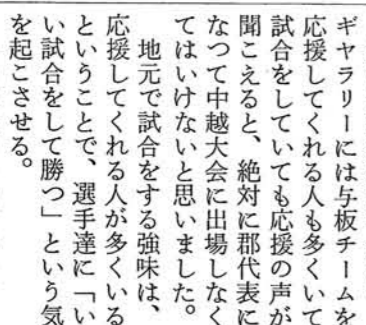 ギャラリーには与板チームを
応援してくれる人も多くいて
試合をしていても応援の声が
聞こえると、絶対に郡代表に
なつて中越大会に出場しなく
てはいけないと思いました。
　地元で試合をする強味は、
応援してくれる人が多くいる
ということで、選手達に「い
い試合をして勝つ」という気
を起こさせる。